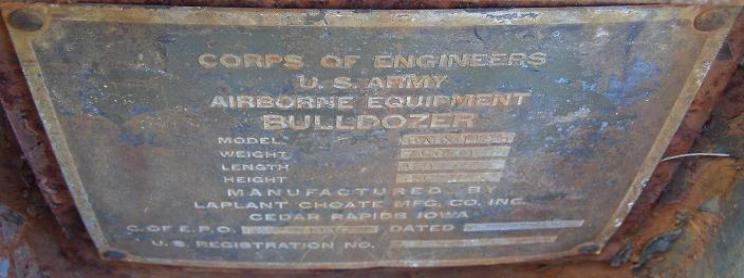 CORPS OF ENGINEERS
U. S. ARMY
AIRBORNE EQUIPMENT
BULLDOZER
MODEL
WEIGHT
LENGTH
HEIGHT
MANUFACTURED BY
LAPLANT CHOATE MFG. CO. INC.
CEDAR RAPIDS IOWA
C. OF E. P. O. DATED
U. S. REGISTRATION NO.